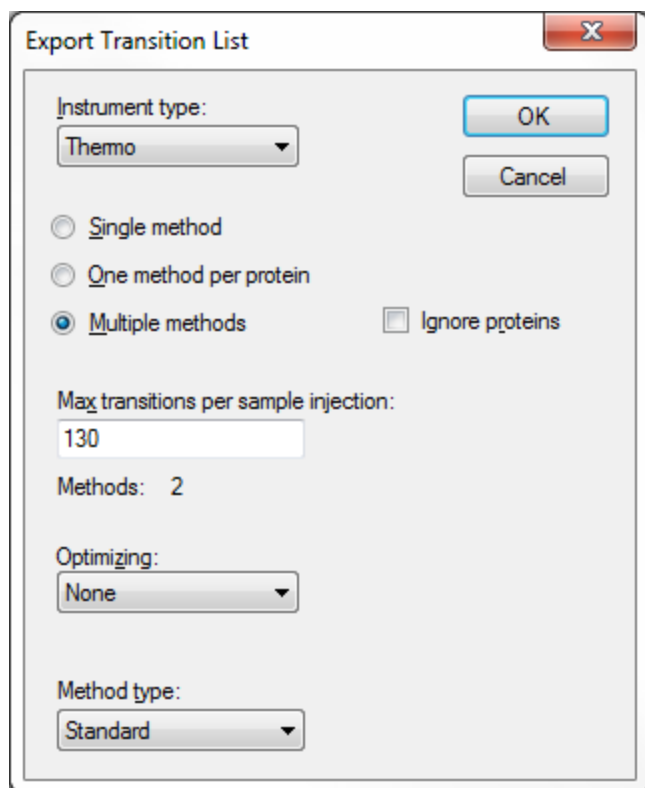 Export Transition List
Instrument type:
Thermo
OK
Cancel
Single method
One method per protein
Multiple methods
Ignore proteins
Max transitions per sample injection:
130
Methods: 2
Optimizing:
None
Method type:
Standard